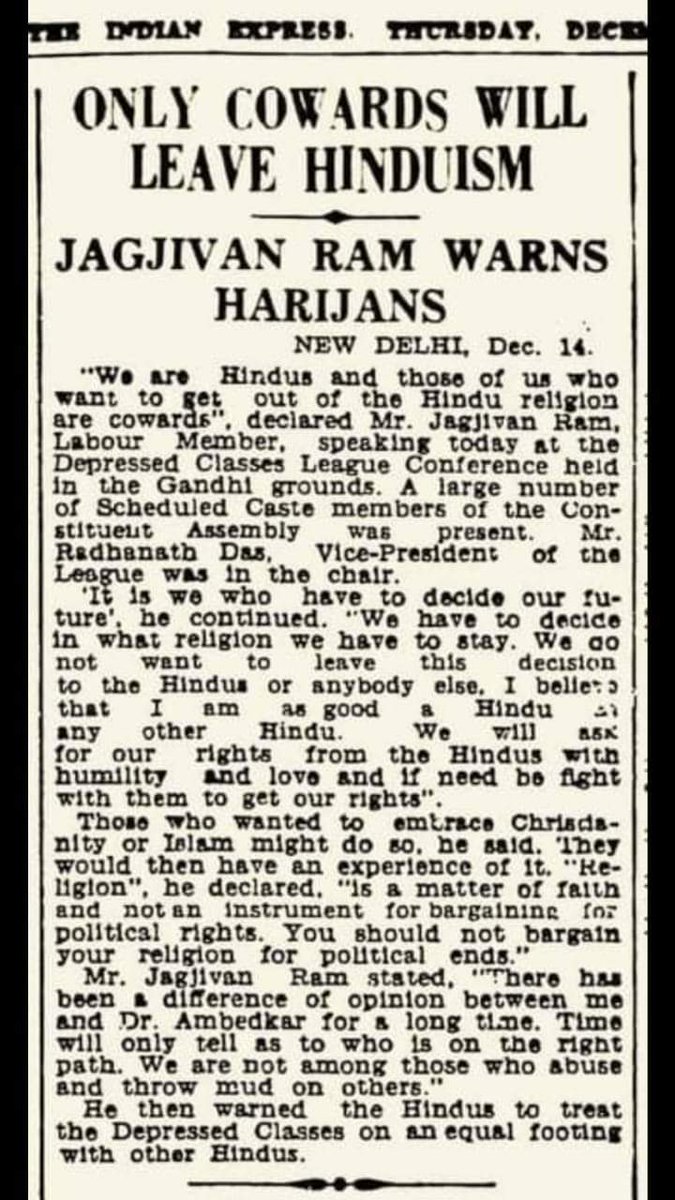 THE INDIAN EXPRESS. THURSDAY, DECE
ONLY COWARDS WILL
LEAVE HINDUISM
JAGJIVAN RAM WARNS
HARIJANS
NEW DELHI, Dec. 14.
"We are Hindus and those of us who
want to get out of the Hindu religion
are cowards", declared Mr. Jagjivan Ram,
Labour Member, speaking today at the
Depressed Classes League Conference held
in the Gandhi grounds. A large number
of Scheduled Caste members of the Con-
stituent Assembly was present. Mr.
Radhanath Das, Vice-President of the
League was in the chair.
'It is we who have to decide our fu-
ture', he continued. "We have to decide
in what religion we have to stay. We do
not want to leave this decision
to the Hindus or anybody else. I believe
that I am as good a Hindu as
any other Hindu. We will ask
for our rights from the Hindus with
humility and love and if need be fight
with them to get our rights".
Those who wanted to embrace Chrisda-
nity or Islam might do so, he said. They
would then have an experience of it. "Re-
ligion", he declared, "is a matter of faith
and not an instrument for bargaining for
political rights. You should not bargain
your religion for political ends."
Mr. Jagjivan Ram stated, "There has
been a difference of opinion between me
and Dr. Ambedkar for a long time. Time
will only tell as to who is on the right
path. We are not among those who abuse
and throw mud on others."
He then warned the Hindus to treat
the Depressed Classes on an equal footing
with other Hindus.